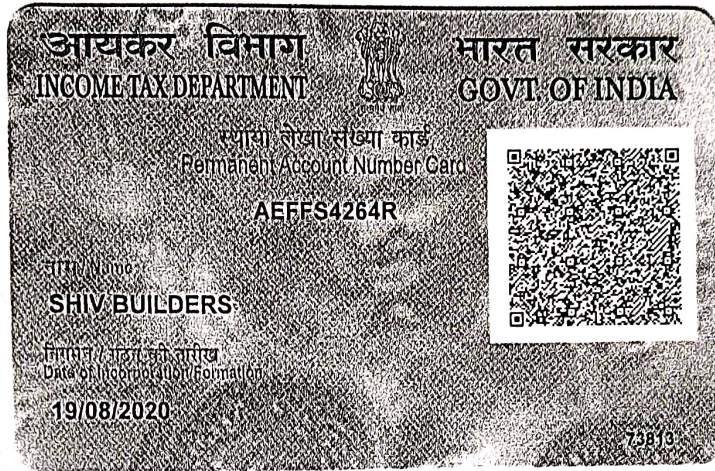 आयकर विभाग
INCOME TAX DEPARTMENT
भारत सरकार
GOVT. OF INDIA
स्थायी लेखा संख्या कार्ड
Permanent Account Number Card
AEFFS4264R
नाम / Name
SHIV BUILDERS
निगमन / गठन की तारीख
Date of Incorporation/Formation
19/08/2020
73813